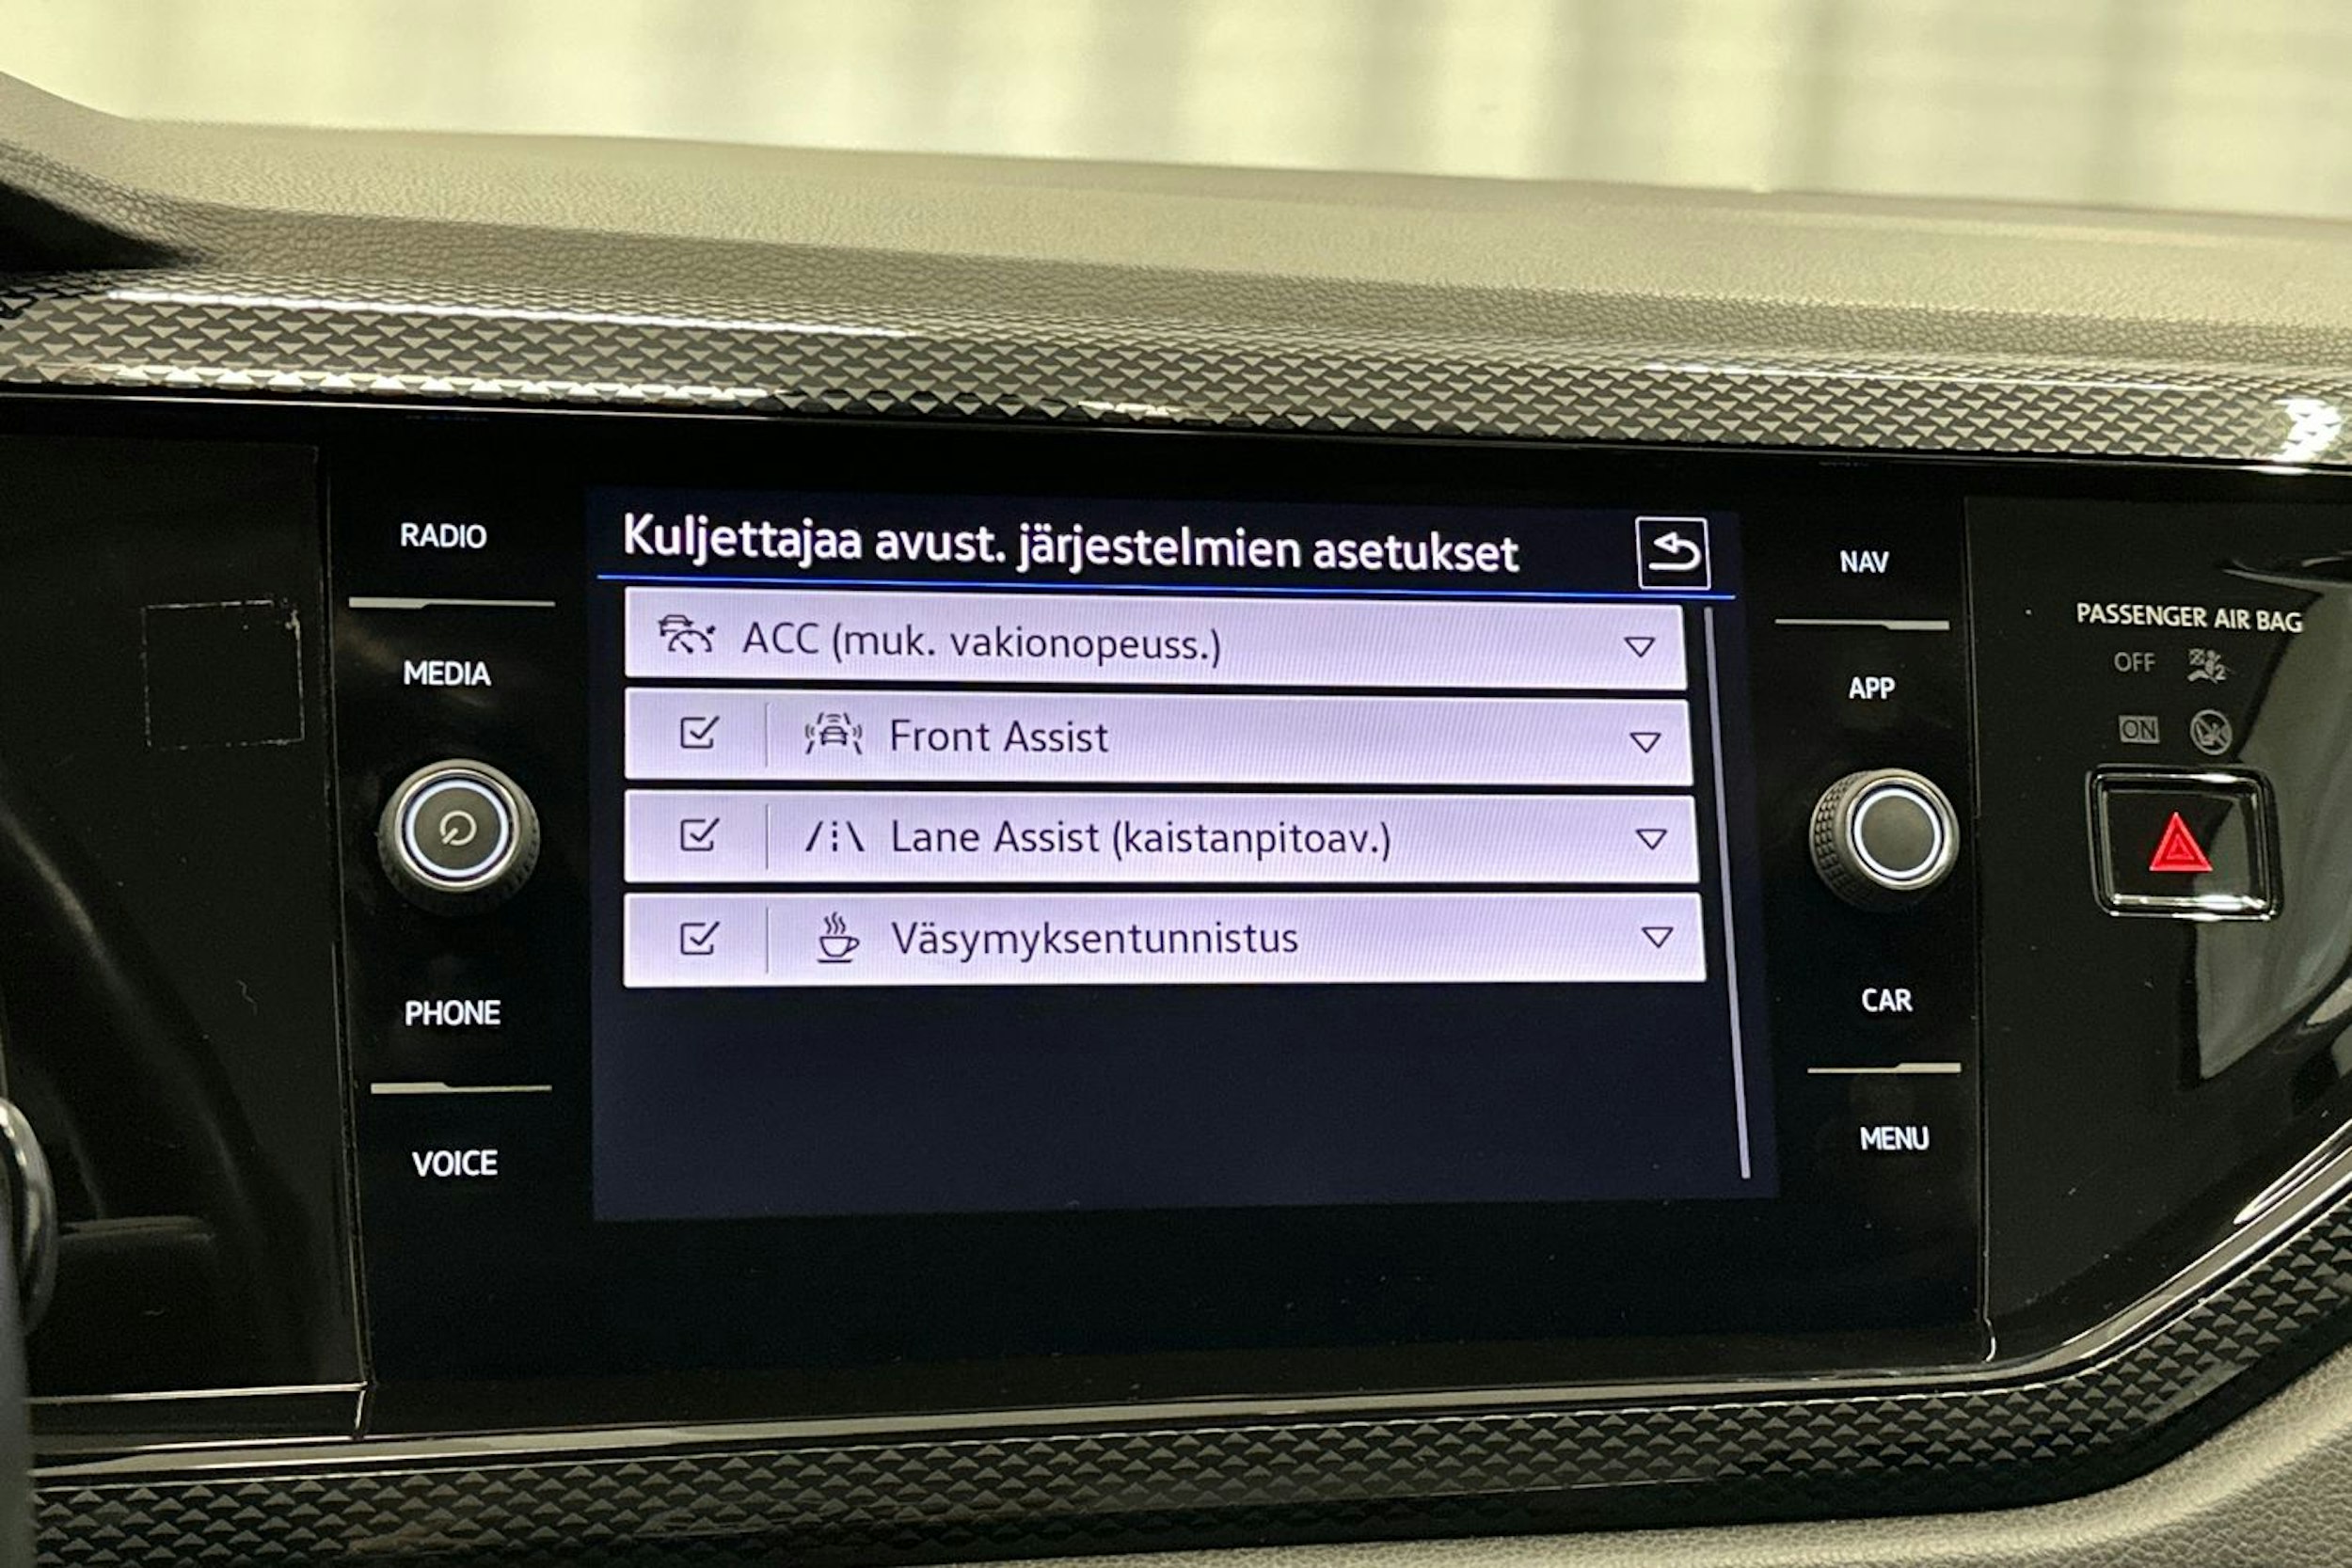 RADIO
MEDIA
PHONE
VOICE
Kuljettajaa avust. järjestelmien asetukset
ACC (muk. vakionopeuss.)
Front Assist
Lane Assist (kaistanpitoav.)
Väsymyksentunnistus
NAV
APP
CAR
MENU
PASSENGER AIR BAG
OFF
ON